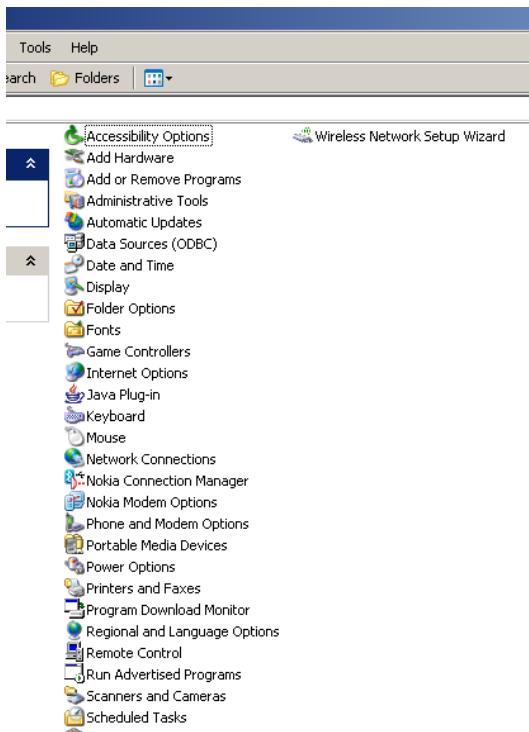 Tools Help
earch Folders
Accessibility Options
Wireless Network Setup Wizard
Add Hardware
Add or Remove Programs
Administrative Tools
Automatic Updates
Data Sources (ODBC)
Date and Time
Display
Folder Options
Fonts
Game Controllers
Internet Options
Java Plug-in
Keyboard
Mouse
Network Connections
Nokia Connection Manager
Nokia Modem Options
Phone and Modem Options
Portable Media Devices
Power Options
Printers and Faxes
Program Download Monitor
Regional and Language Options
Remote Control
Run Advertised Programs
Scanners and Cameras
Scheduled Tasks